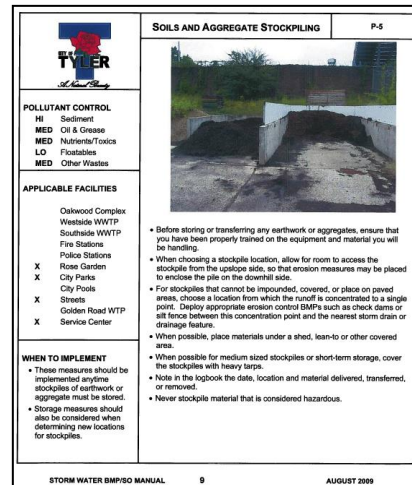 CITY OF
TYLER
A Natural Beauty
SOILS AND AGGREGATE STOCKPILING
P-5
POLLUTANT CONTROL
HI Sediment
MED Oil & Grease
MED Nutrients/Toxics
LO Floatables
MED Other Wastes
APPLICABLE FACILITIES
Oakwood Complex
Westside WWTP
Southside WWTP
Fire Stations
Police Stations
X Rose Garden
X City Parks
City Pools
X Streets
Golden Road WTP
X Service Center
WHEN TO IMPLEMENT
• These measures should be
implemented anytime
stockpiles of earthwork or
aggregate must be stored.
• Storage measures should
also be considered when
determining new locations
for stockpiles.
• Before storing or transferring any earthwork or aggregates, ensure that
you have been properly trained on the equipment and material you will
be handling.
• When choosing a stockpile location, allow for room to access the
stockpile from the upslope side, so that erosion measures may be placed
to enclose the pile on the downhill side.
• For stockpiles that cannot be impounded, covered, or place on paved
areas, choose a location from which the runoff is concentrated to a single
point. Deploy appropriate erosion control BMP's such as check dams or
silt fence between this concentration point and the nearest storm drain or
drainage feature.
• When possible, place materials under a shed, lean-to or other covered
area.
• When possible for medium sized stockpiles or short-term storage, cover
the stockpiles with heavy tarps.
• Note in the logbook the date, location and material delivered, transferred,
or removed.
• Never stockpile material that is considered hazardous.
STORM WATER BMP/SO MANUAL 9 AUGUST 2009